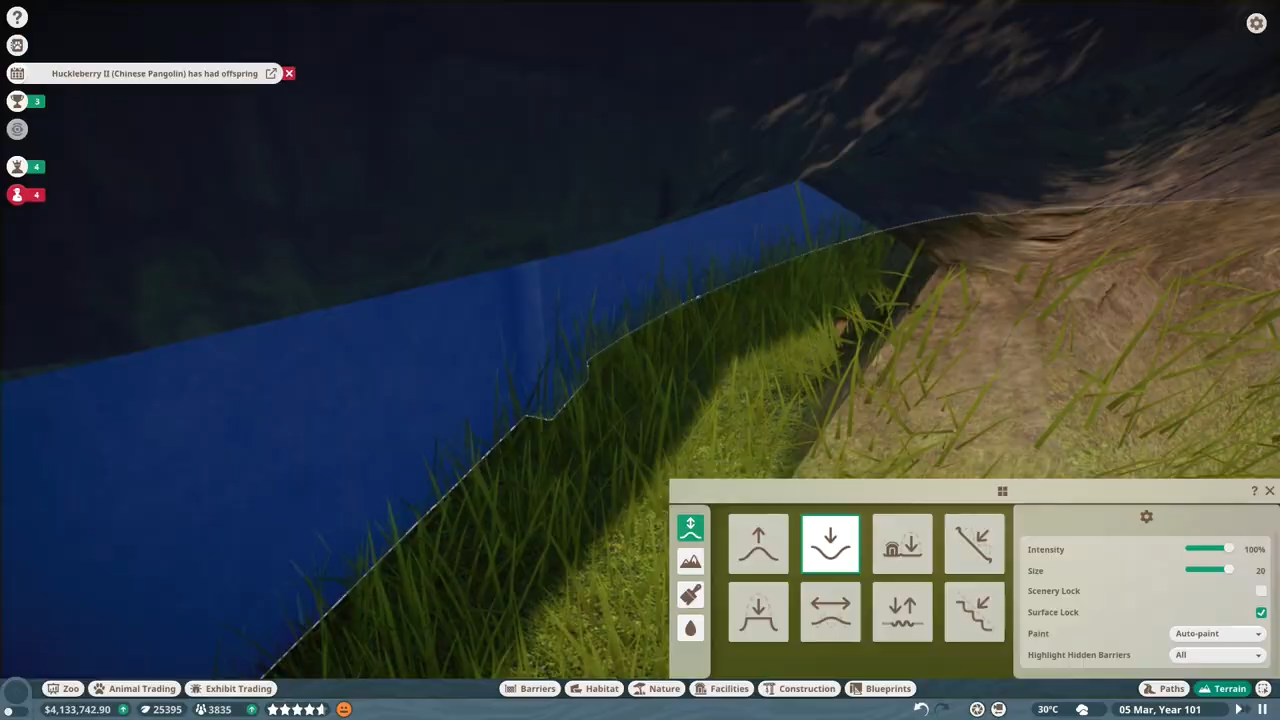 ?
Huckleberry II (Chinese Pangolin) has had offspring
3
4
4
?
Intensity 100%
Size 20
Scenery Lock
Surface Lock
Paint Auto-paint
Highlight Hidden Barriers All
Zoo Animal Trading Exhibit Trading Barriers Habitat Nature Facilities Construction Blueprints Paths Terrain
$4,133,742.90 25395 3835 30°C 05 Mar, Year 101